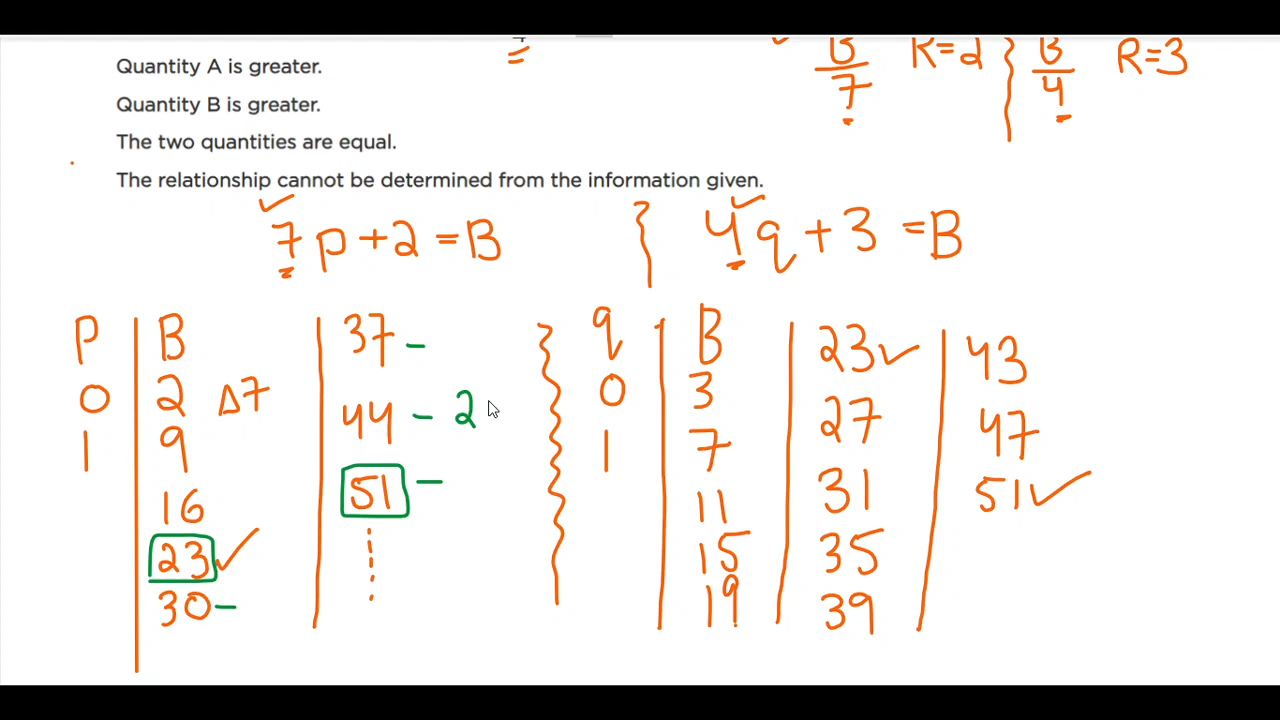 Quantity A is greater.
Quantity B is greater.
The two quantities are equal.
The relationship cannot be determined from the information given.
B/7 R=2 B/4 R=3
7p+2=B 4q+3=B
P B 37 - q B 23 ✓ 43
0 2 Δ7 44 - 2 0 3 27 47
1 9 51 - 1 7 31 51 ✓
16 11 35
23 ✓ 15 39
30 - 19